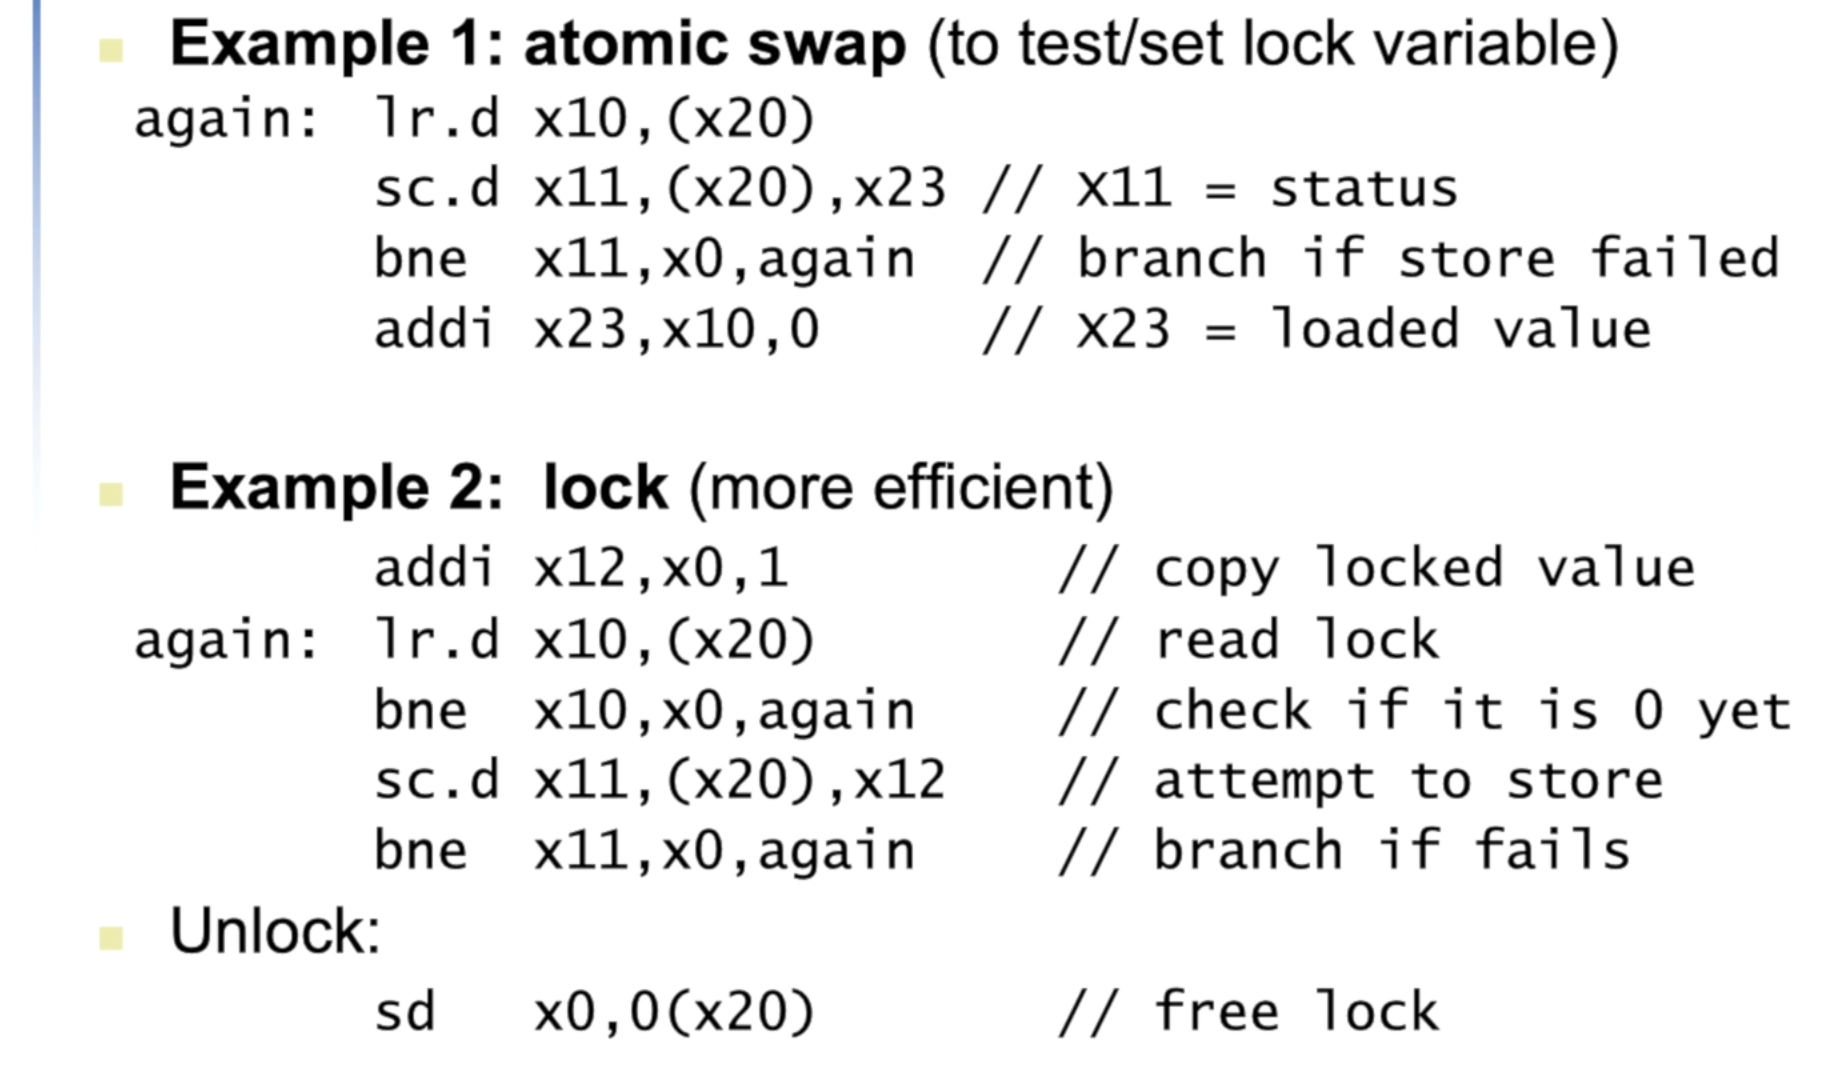 Example 1: atomic swap (to test/set lock variable)
again: lr.d x10,(x20)
sc.d x11,(x20),x23 // X11 = status
bne x11,x0,again // branch if store failed
addi x23,x10,0 // X23 = loaded value
Example 2: lock (more efficient)
addi x12,x0,1 // copy locked value
again: lr.d x10,(x20) // read lock
bne x10,x0,again // check if it is 0 yet
sc.d x11,(x20),x12 // attempt to store
bne x11,x0,again // branch if fails
Unlock:
sd x0,0(x20) // free lock